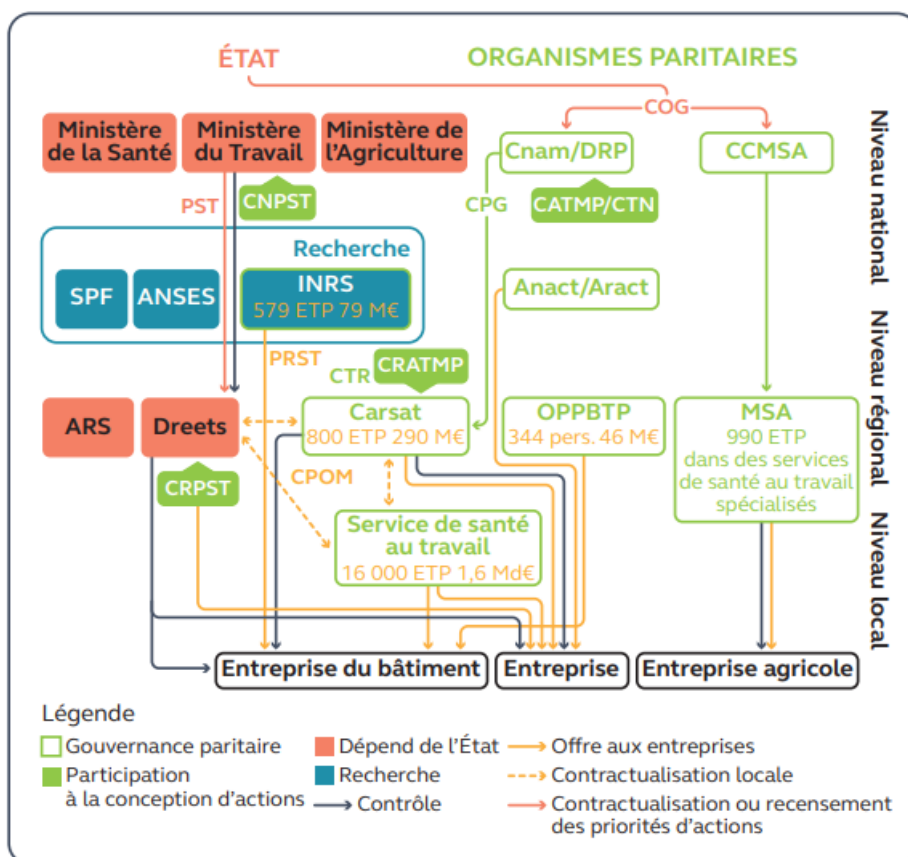 ÉTAT
ORGANISMES PARITAIRES
COG
Ministère
de la Santé
Ministère
du Travail
Ministère de
l'Agriculture
Cnam/DRP
CCMSA
Niveau national
PST
CNPST
CPG
CATMP/CTN
Recherche
SPF
ANSES
INRS
579 ETP 79 M€
Anact/Aract
Niveau régional
PRST
CTR
CRATMP
ARS
Dreets
Carsat
800 ETP 290 M€
OPPBTP
344 pers. 46 M€
MSA
990 ETP
dans des services
de santé au travail
spécialisés
CRPST
CPOM
Service de santé
au travail
16 000 ETP 1,6 Md€
Niveau local
Entreprise du bâtiment
Entreprise
Entreprise agricole
Légende
Gouvernance paritaire
Participation
à la conception d'actions
Dépend de l'État
Recherche
Contrôle
Offre aux entreprises
Contractualisation locale
Contractualisation ou recensement
des priorités d'actions